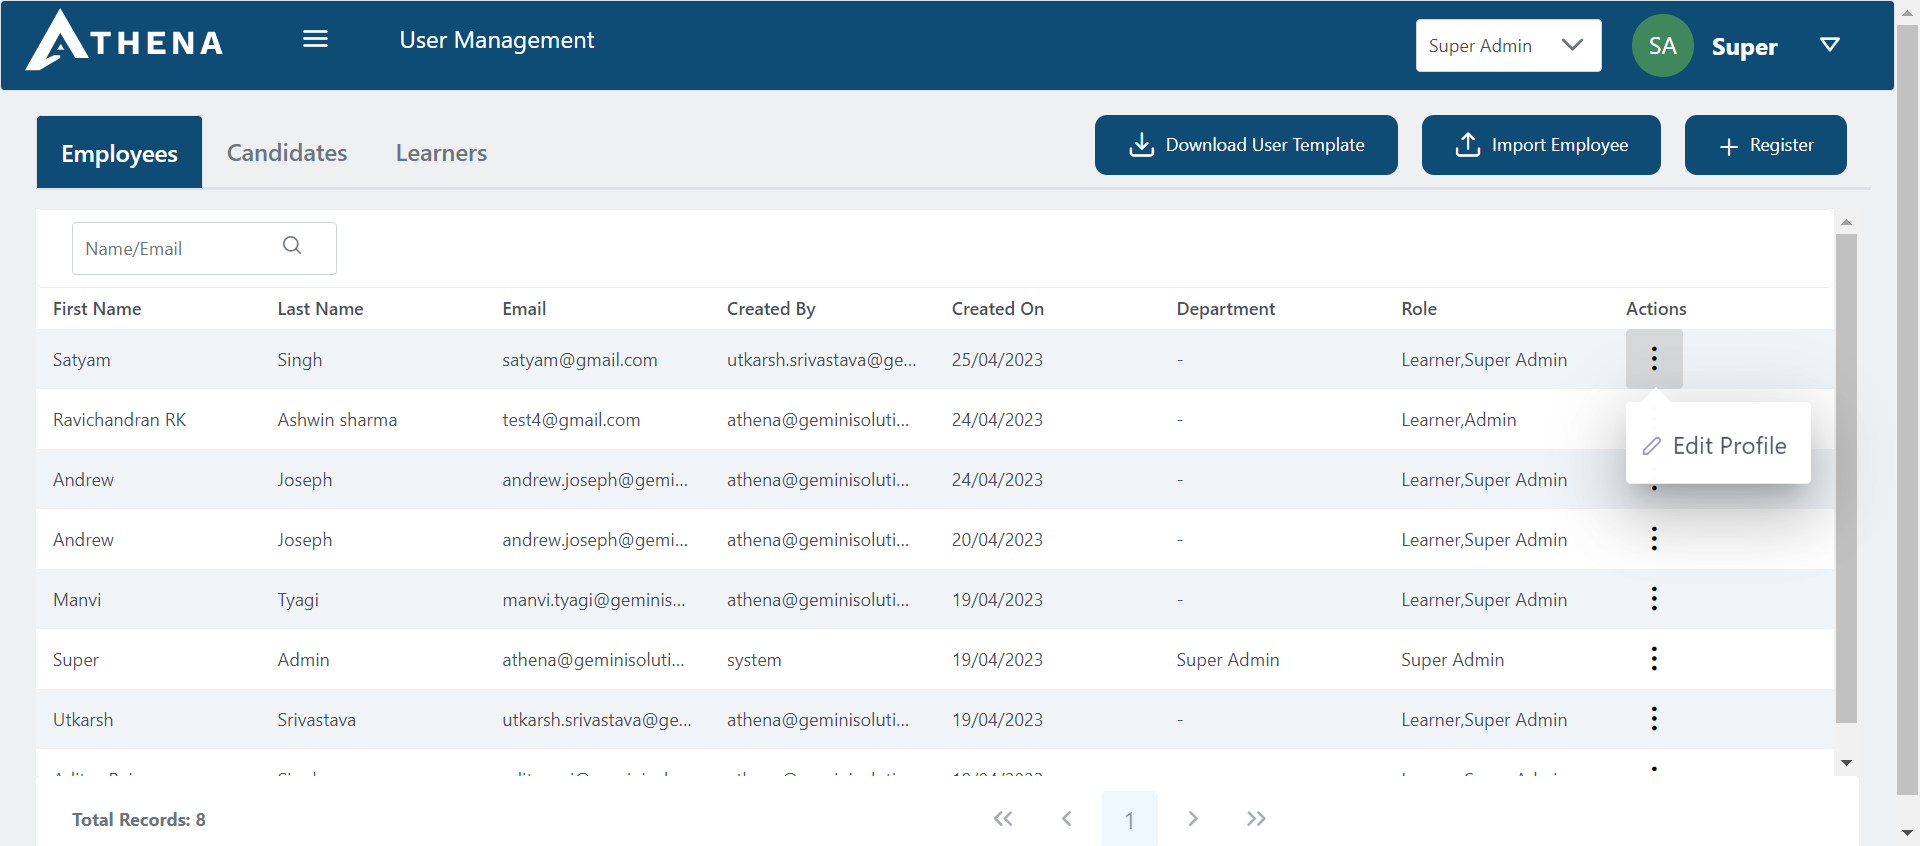 ATHENA
User Management
Super Admin
SA
Super
Employees
Candidates
Learners
Download User Template
Import Employee
+ Register
Name/Email
First Name Last Name Email Created By Created On Department Role Actions
Satyam Singh satyam@gmail.com utkarsh.srivastava@ge... 25/04/2023 - Learner,Super Admin
Ravichandran RK Ashwin sharma test4@gmail.com athena@geminisoluti... 24/04/2023 - Learner,Admin
Edit Profile
Andrew Joseph andrew.joseph@gemi... athena@geminisoluti... 24/04/2023 - Learner,Super Admin
Andrew Joseph andrew.joseph@gemi... athena@geminisoluti... 20/04/2023 - Learner,Super Admin
Manvi Tyagi manvi.tyagi@geminis... athena@geminisoluti... 19/04/2023 - Learner,Super Admin
Super Admin athena@geminisoluti... system 19/04/2023 Super Admin Super Admin
Utkarsh Srivastava utkarsh.srivastava@ge... athena@geminisoluti... 19/04/2023 - Learner,Super Admin
Total Records: 8
1